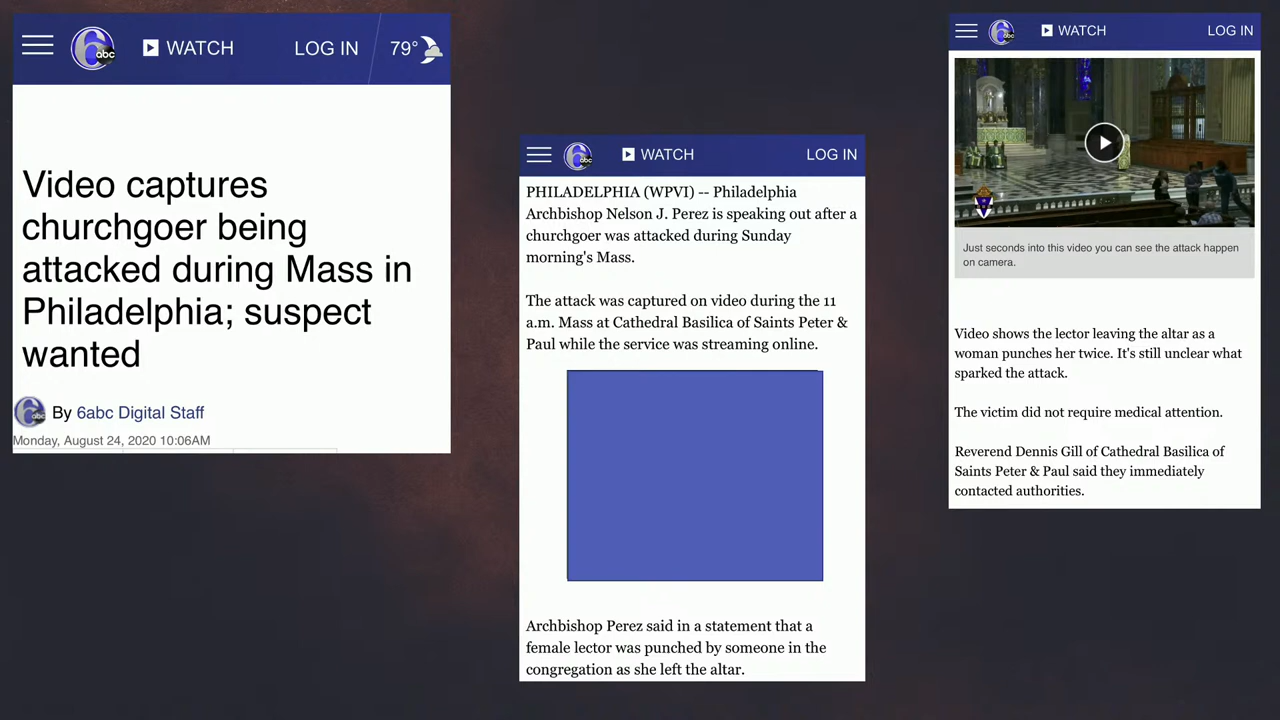 6abc
WATCH
LOG IN
79°
Video captures
churchgoer being
attacked during Mass in
Philadelphia; suspect
wanted
By 6abc Digital Staff
Monday, August 24, 2020 10:06AM
6abc
WATCH
LOG IN
PHILADELPHIA (WPVI) -- Philadelphia
Archbishop Nelson J. Perez is speaking out after a
churchgoer was attacked during Sunday
morning's Mass.
The attack was captured on video during the 11
a.m. Mass at Cathedral Basilica of Saints Peter &
Paul while the service was streaming online.
Archbishop Perez said in a statement that a
female lector was punched by someone in the
congregation as she left the altar.
6abc
WATCH
LOG IN
Just seconds into this video you can see the attack happen
on camera.
Video shows the lector leaving the altar as a
woman punches her twice. It's still unclear what
sparked the attack.
The victim did not require medical attention.
Reverend Dennis Gill of Cathedral Basilica of
Saints Peter & Paul said they immediately
contacted authorities.